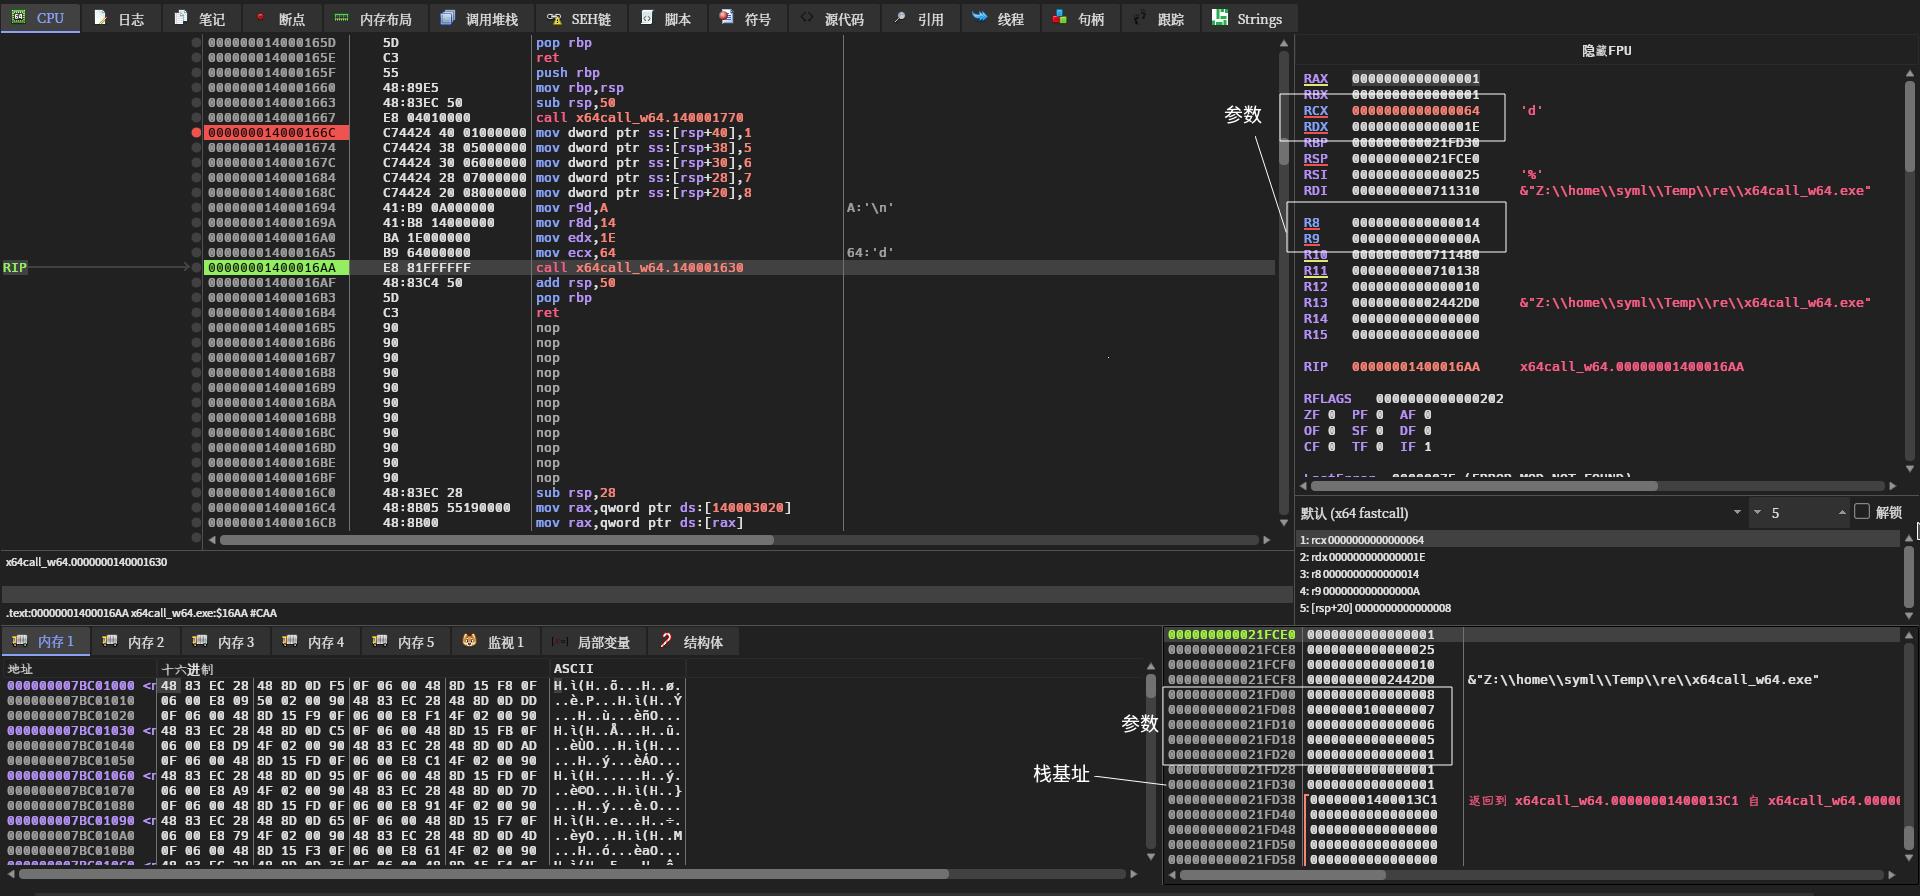 CPU 日志 笔记 断点 内存布局 调用堆栈 SEH链 脚本 符号 源代码 引用 线程 句柄 跟踪 Strings
000000014000165D 5D pop rbp
000000014000165E C3 ret
000000014000165F 55 push rbp
0000000140001660 48:89E5 mov rbp,rsp
0000000140001663 48:83EC 50 sub rsp,50
0000000140001667 E8 04010000 call x64call_w64.140001770
000000014000166C C74424 40 01000000 mov dword ptr ss:[rsp+40],1
0000000140001674 C74424 38 05000000 mov dword ptr ss:[rsp+38],5
000000014000167C C74424 30 06000000 mov dword ptr ss:[rsp+30],6
0000000140001684 C74424 28 07000000 mov dword ptr ss:[rsp+28],7
000000014000168C C74424 20 08000000 mov dword ptr ss:[rsp+20],8
0000000140001694 41:B9 0A000000 mov r9d,A A:'\n'
000000014000169A 41:B8 14000000 mov r8d,14
00000001400016A0 BA 1E000000 mov edx,1E
00000001400016A5 B9 64000000 mov ecx,64 64:'d'
RIP 00000001400016AA E8 81FFFFFF call x64call_w64.140001630
00000001400016AF 48:83C4 50 add rsp,50
00000001400016B3 5D pop rbp
00000001400016B4 C3 ret
00000001400016B5 90 nop
00000001400016B6 90 nop
00000001400016B7 90 nop
00000001400016B8 90 nop
00000001400016B9 90 nop
00000001400016BA 90 nop
00000001400016BB 90 nop
00000001400016BC 90 nop
00000001400016BD 90 nop
00000001400016BE 90 nop
00000001400016BF 90 nop
00000001400016C0 48:83EC 28 sub rsp,28
00000001400016C4 48:8B05 55190000 mov rax,qword ptr ds:[140003020]
00000001400016CB 48:8B00 mov rax,qword ptr ds:[rax]
x64call_w64.0000000140001630
.text:00000001400016AA x64call_w64.exe:$16AA #CAA
隐藏FPU
RAX 0000000000000001
RBX 0000000000000001
参数
RCX 0000000000000064 'd'
RDX 000000000000001E
RBP 000000000021FD30
RSP 000000000021FCE0
RSI 0000000000000025 '%'
RDI 0000000000711310 &"Z:\\home\\syml\\Temp\\re\\x64call_w64.exe"
R8 0000000000000014
R9 000000000000000A
R10 0000000000711480
R11 0000000000710138
R12 0000000000000010
R13 00000000002442D0 &"Z:\\home\\syml\\Temp\\re\\x64call_w64.exe"
R14 0000000000000000
R15 0000000000000000
RIP 00000001400016AA x64call_w64.00000001400016AA
RFLAGS 0000000000000202
ZF 0 PF 0 AF 0
OF 0 SF 0 DF 0
CF 0 TF 0 IF 1
LastError 0000007E (ERROR_MOD_NOT_FOUND)
默认 (x64 fastcall) 5 解锁
1: rcx 0000000000000064
2: rdx 000000000000001E
3: r8 0000000000000014
4: r9 000000000000000A
5: [rsp+20] 0000000000000008
内存 1 内存 2 内存 3 内存 4 内存 5 监视 1 局部变量 结构体
地址 十六进制 ASCII
000000007BC01000 <r 48 83 EC 28 48 8D 0D F5 0F 06 00 48 8D 15 F8 0F H.ì(H..õ...H..ø.
000000007BC01010 06 00 E8 09 50 02 00 90 48 83 EC 28 48 8D 0D DD ..è.P...H.ì(H..Ý
000000007BC01020 0F 06 00 48 8D 15 F9 0F 06 00 E8 F1 4F 02 00 90 ...H..ù...èñO...
000000007BC01030 <r 48 83 EC 28 48 8D 0D C5 0F 06 00 48 8D 15 FB 0F H.ì(H..Å...H..û.
000000007BC01040 06 00 E8 D9 4F 02 00 90 48 83 EC 28 48 8D 0D AD ..èÙO...H.ì(H...
000000007BC01050 0F 06 00 48 8D 15 FD 0F 06 00 E8 C1 4F 02 00 90 ...H..ý...èÁO...
000000007BC01060 <r 48 83 EC 28 48 8D 0D 95 0F 06 00 48 8D 15 FD 0F H.ì(H......H..ý.
000000007BC01070 06 00 E8 A9 4F 02 00 90 48 83 EC 28 48 8D 0D 7D ..è©O...H.ì(H..}
000000007BC01080 0F 06 00 48 8D 15 FD 0F 06 00 E8 91 4F 02 00 90 ...H..ý...è.O...
000000007BC01090 <r 48 83 EC 28 48 8D 0D 65 0F 06 00 48 8D 15 F7 0F H.ì(H..e...H..÷.
000000007BC010A0 06 00 E8 79 4F 02 00 90 48 83 EC 28 48 8D 0D 4D ..èyO...H.ì(H..M
000000007BC010B0 0F 06 00 48 8D 15 F3 0F 06 00 E8 61 4F 02 00 90 ...H..ó...èaO...
000000000021FCE0 0000000000000001
000000000021FCE8 0000000000000025
000000000021FCF0 0000000000000010
000000000021FCF8 00000000002442D0 &"Z:\\home\\syml\\Temp\\re\\x64call_w64.exe"
000000000021FD00 0000000000000008
000000000021FD08 0000000100000007
参数
000000000021FD10 0000000000000006
000000000021FD18 0000000000000005
000000000021FD20 0000000000000001
000000000021FD28 0000000000000001
栈基址
000000000021FD30 0000000000000001
000000000021FD38 00000001400013C1 返回到 x64call_w64.00000001400013C1 自 x64call_w64.00000
000000000021FD40 0000000000000000
000000000021FD48 0000000000000000
000000000021FD50 0000000000000000
000000000021FD58 0000000000000000